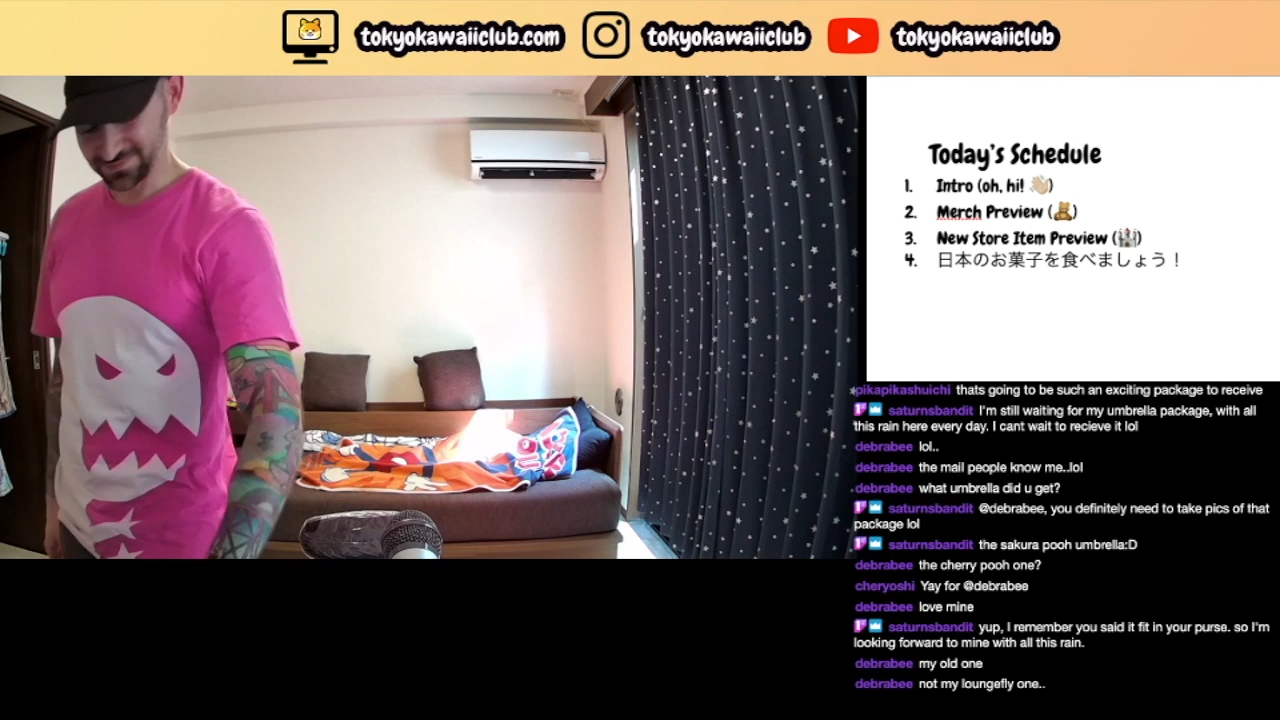 tokyokawaiiclub.com
tokyokawaiiclub
tokyokawaiiclub
Today's Schedule
1. Intro (oh, hi! 👋🏻)
2. Merch Preview (🧸)
3. New Store Item Preview (🏰)
4. 日本のお菓子を食べましょう！
pikapikashuichi thats going to be such an exciting package to receive
saturnsbandit I'm still waiting for my umbrella package, with all
this rain here every day. I cant wait to recieve it lol
debrabee lol..
debrabee the mail people know me..lol
debrabee what umbrella did u get?
saturnsbandit @debrabee, you definitely need to take pics of that
package lol
saturnsbandit the sakura pooh umbrella:D
debrabee the cherry pooh one?
cheryoshi Yay for @debrabee
debrabee love mine
saturnsbandit yup, I remember you said it fit in your purse. so I'm
looking forward to mine with all this rain.
debrabee my old one
debrabee not my loungefly one..